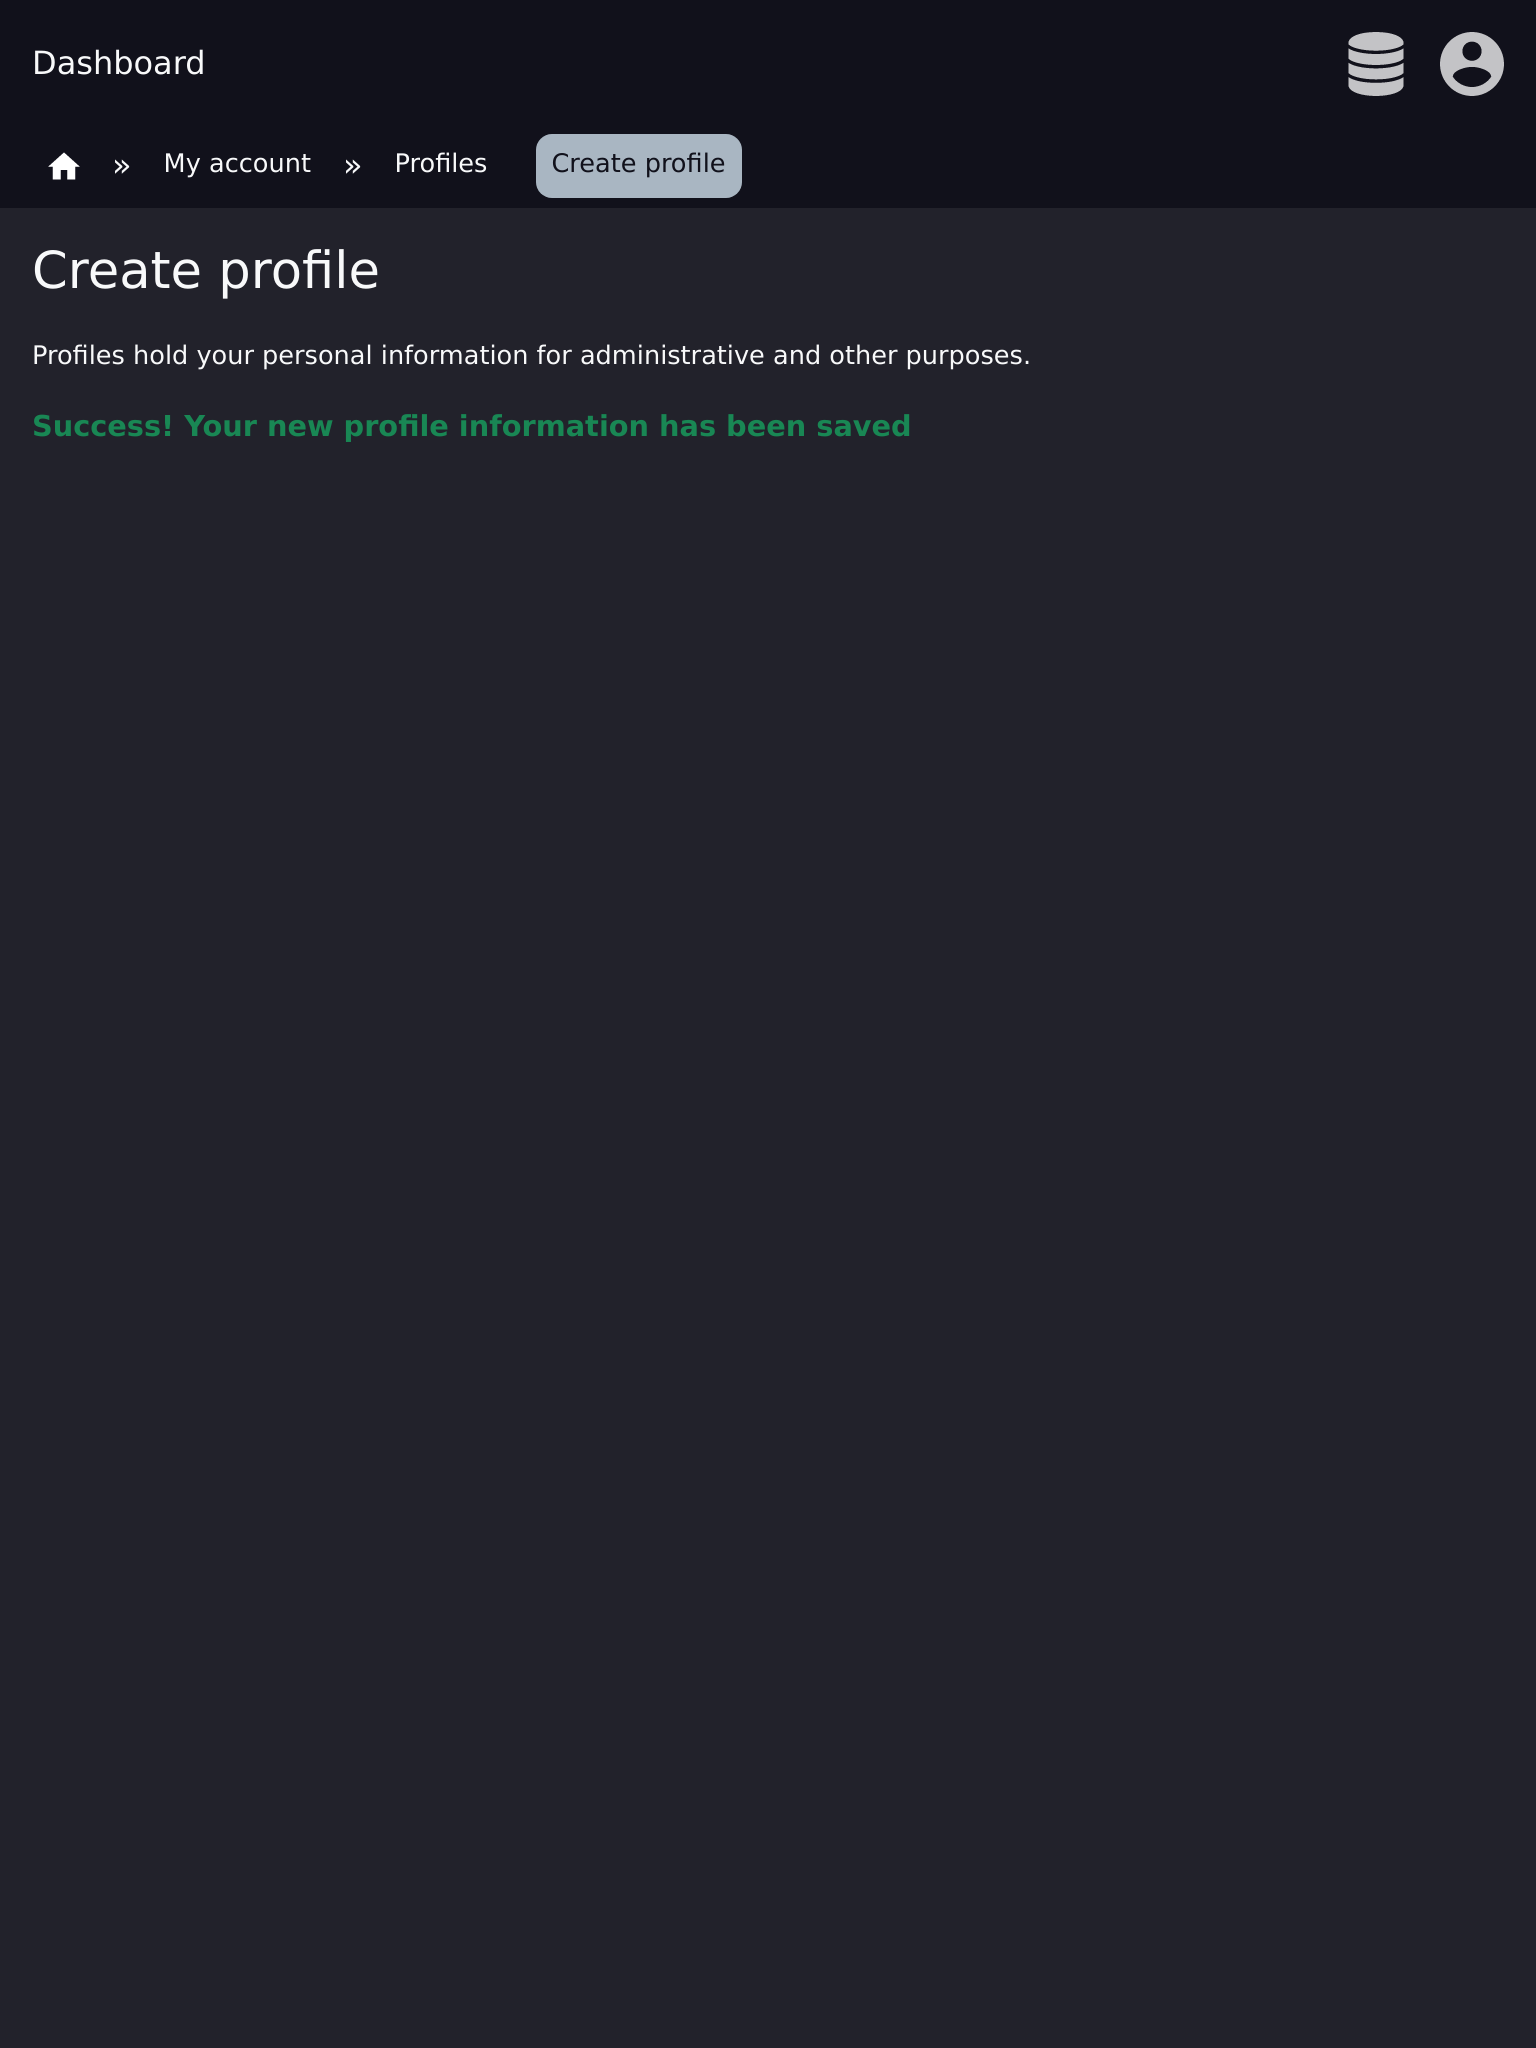 Dashboard
» My account » Profiles Create profile
Create profile
Profiles hold your personal information for administrative and other purposes.
Success! Your new profile information has been saved